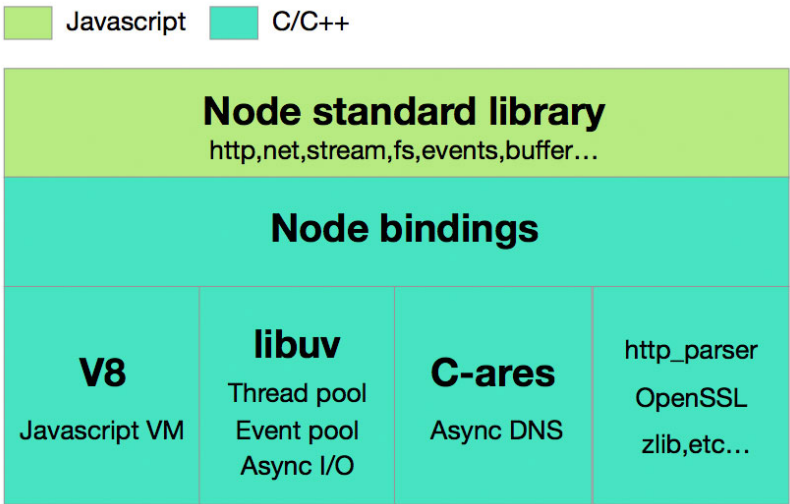 Javascript
C/C++
Node standard library
http,net,stream,fs,events,buffer…
Node bindings
V8
Javascript VM
libuv
Thread pool
Event pool
Async I/O
C-ares
Async DNS
http_parser
OpenSSL
zlib,etc…